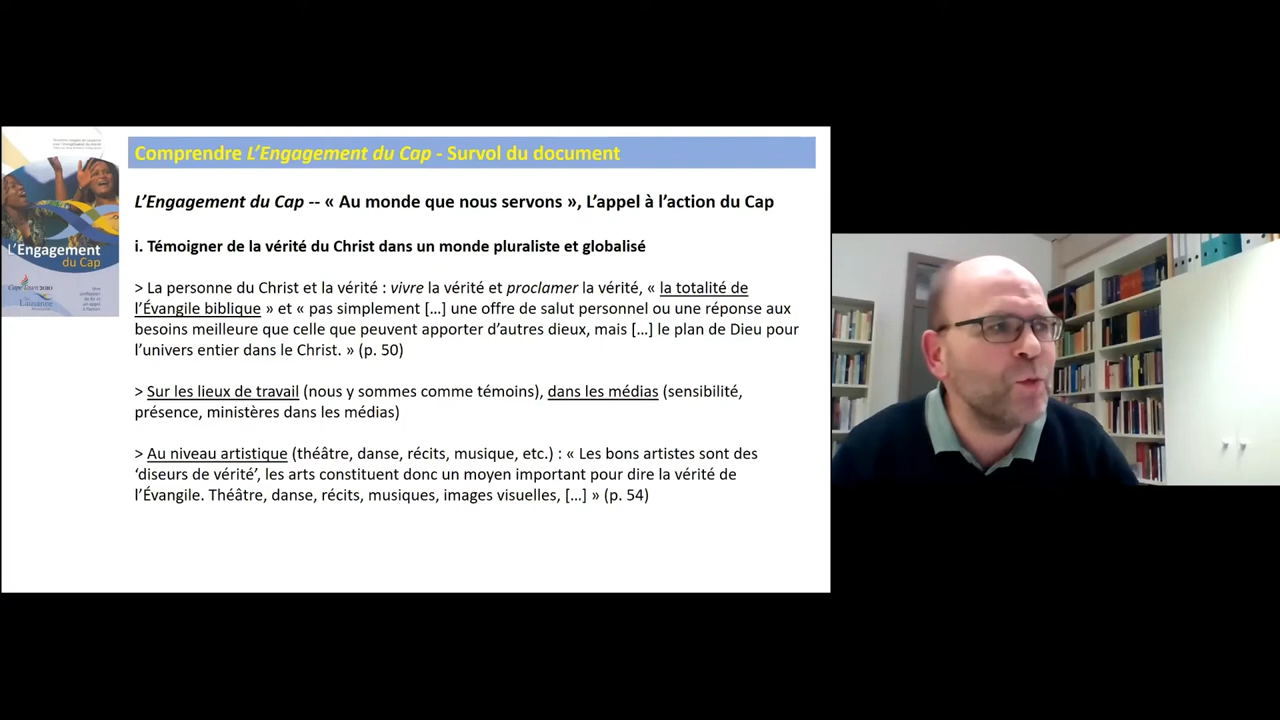 Comprendre L’Engagement du Cap - Survol du document
L’Engagement du Cap -- « Au monde que nous servons », L’appel à l’action du Cap
i. Témoigner de la vérité du Christ dans un monde pluraliste et globalisé
> La personne du Christ et la vérité : vivre la vérité et proclamer la vérité, « la totalité de
l’Évangile biblique » et « pas simplement […] une offre de salut personnel ou une réponse aux
besoins meilleure que celle que peuvent apporter d’autres dieux, mais […] le plan de Dieu pour
l’univers entier dans le Christ. » (p. 50)
> Sur les lieux de travail (nous y sommes comme témoins), dans les médias (sensibilité,
présence, ministères dans les médias)
> Au niveau artistique (théâtre, danse, récits, musique, etc.) : « Les bons artistes sont des
‘diseurs de vérité’, les arts constituent donc un moyen important pour dire la vérité de
l’Évangile. Théâtre, danse, récits, musiques, images visuelles, […] » (p. 54)
L’Engagement
du Cap
Cape Town 2010
Lausanne